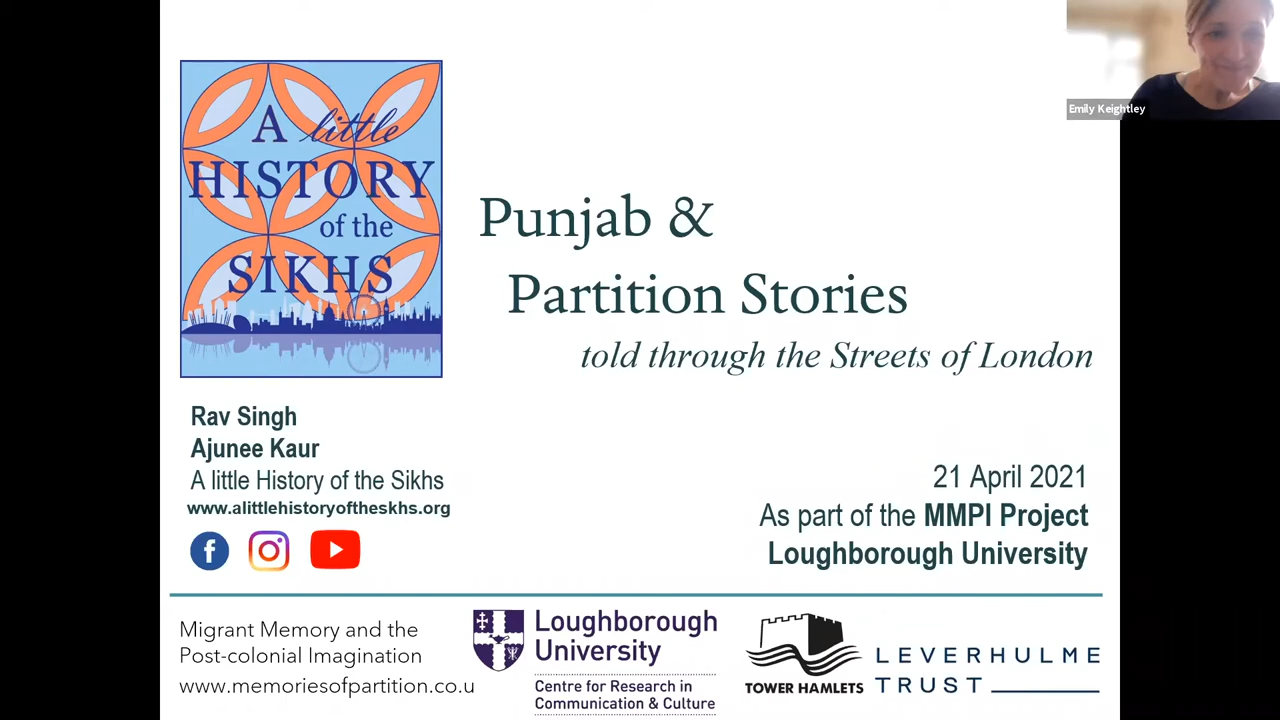 Emily Keightley
A little
HISTORY
of the
SIKHS
Punjab &
Partition Stories
told through the Streets of London
Rav Singh
Ajunee Kaur
A little History of the Sikhs
www.alittlehistoryoftheskhs.org
21 April 2021
As part of the MMPI Project
Loughborough University
Migrant Memory and the
Post-colonial Imagination
www.memoriesofpartition.co.u
Loughborough
University
Centre for Research in
Communication & Culture
TOWER HAMLETS
LEVERHULME
TRUST